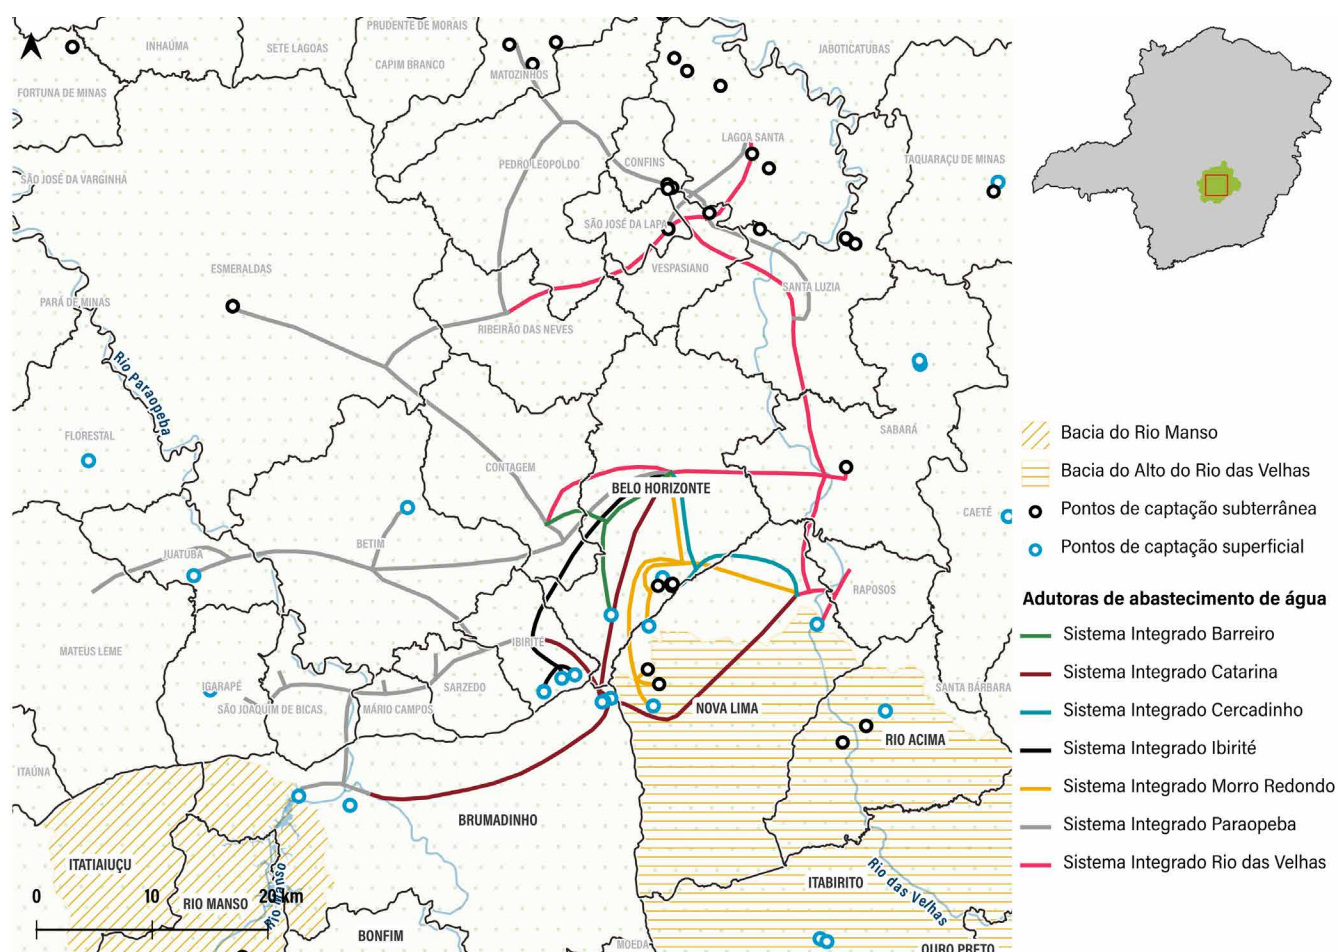 PRUDENTE DE MORAIS
INHAÚMA
SETE LAGOAS
JABOTICATUBAS
CAPIM BRANCO
MATOZINHOS
FORTUNA DE MINAS
LAGOA SANTA
PEDRO LEOPOLDO
CONFINS
TAQUARAÇU DE MINAS
SÃO JOSÉ DA VARGINHA
SÃO JOSÉ DA LAPA
ESMERALDAS
VESPASIANO
SANTA LUZIA
PARÁ DE MINAS
RIBEIRÃO DAS NEVES
Rio Paraopeba
FLORESTAL
SABARÁ
CONTAGEM
BELO HORIZONTE
CAETÉ
JUATUBA
BETIM
RAPOSOS
IBIRITÉ
MATEUS LEME
IGARAPÉ
SARZEDO
SANTA BÁRBARA
SÃO JOAQUIM DE BICAS
MÁRIO CAMPOS
NOVA LIMA
RIO ACIMA
ITAÚNA
BRUMADINHO
ITATIAIUÇU
ITABIRITO
Rio das Velhas
RIO MANSO
Rio Manso
BONFIM
MOEDA
OURO PRETO
0 10 20 km
Bacia do Rio Manso
Bacia do Alto do Rio das Velhas
Pontos de captação subterrânea
Pontos de captação superficial
Adutoras de abastecimento de água
Sistema Integrado Barreiro
Sistema Integrado Catarina
Sistema Integrado Cercadinho
Sistema Integrado Ibirité
Sistema Integrado Morro Redondo
Sistema Integrado Paraopeba
Sistema Integrado Rio das Velhas